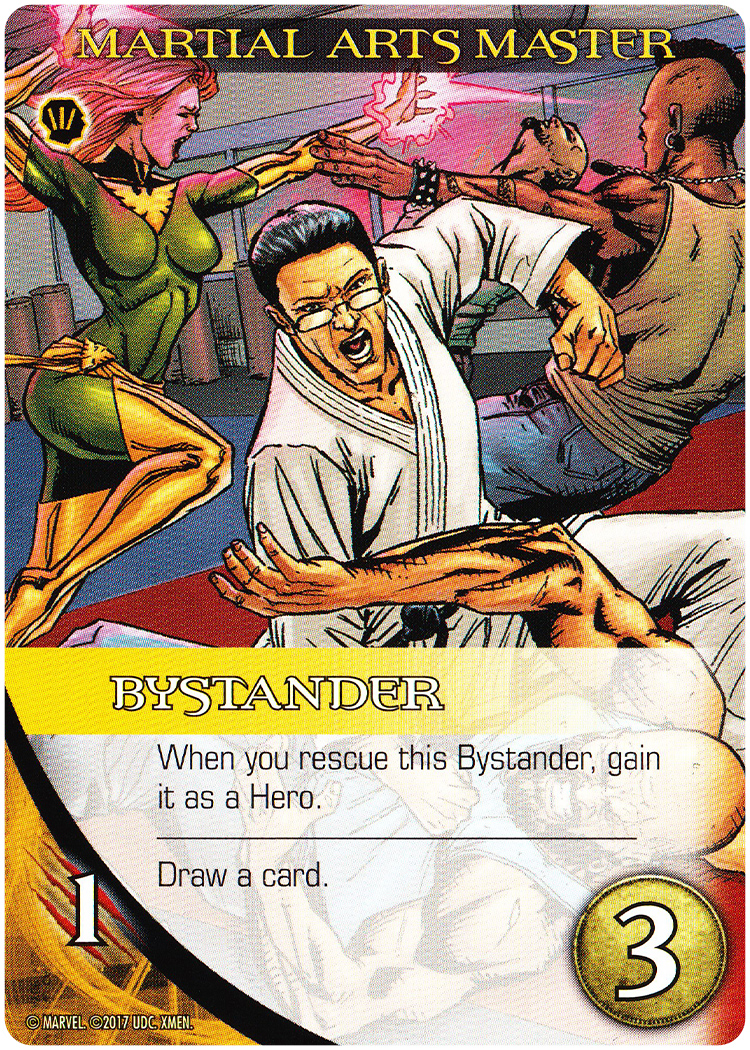 MARTIAL ARTS MASTER
BYSTANDER
When you rescue this Bystander, gain
it as a Hero.
Draw a card.
1
3
© MARVEL. ©2017 UDC. XMEN.